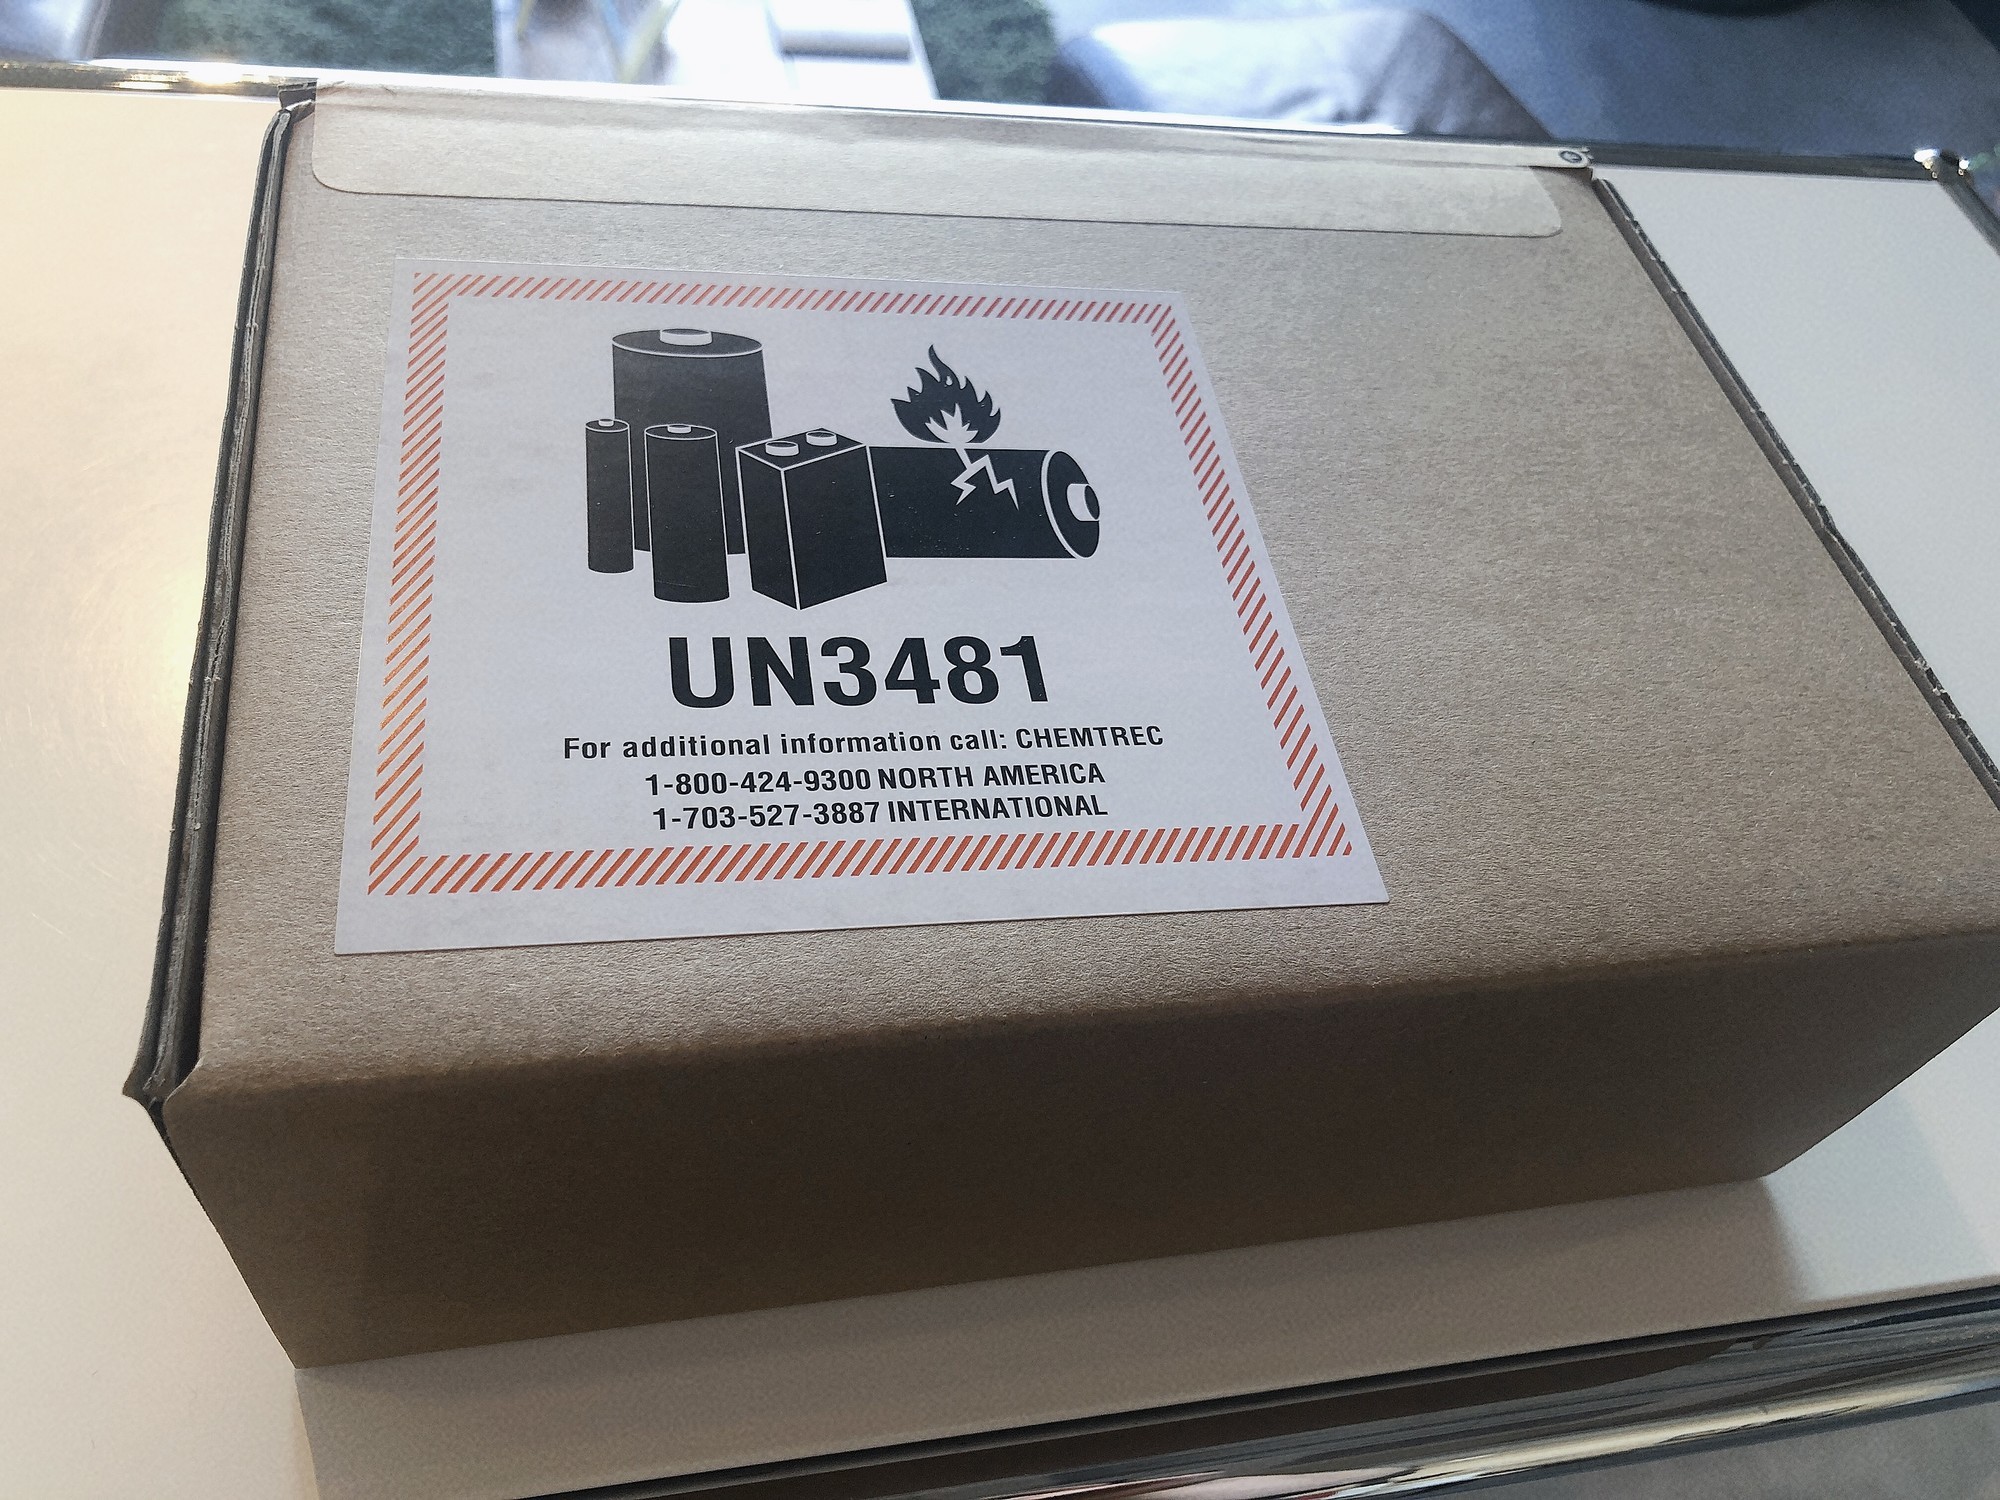 UN3481
For additional information call: CHEMTREC
1-800-424-9300 NORTH AMERICA
1-703-527-3887 INTERNATIONAL